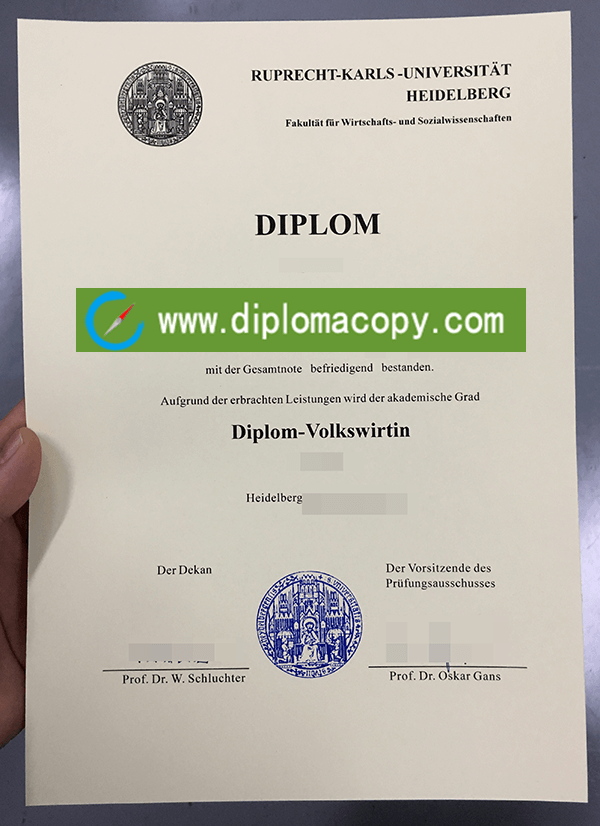 RUPRECHT-KARLS-UNIVERSITÄT
HEIDELBERG
Fakultät für Wirtschafts- und Sozialwissenschaften
DIPLOM
www.diplomacopy.com
mit der Gesamtnote befriedigend bestanden.
Aufgrund der erbrachten Leistungen wird der akademische Grad
Diplom-Volkswirtin
Heidelberg
Der Dekan
Der Vorsitzende des
Prüfungsausschusses
Prof. Dr. W. Schluchter
Prof. Dr. Oskar Gans